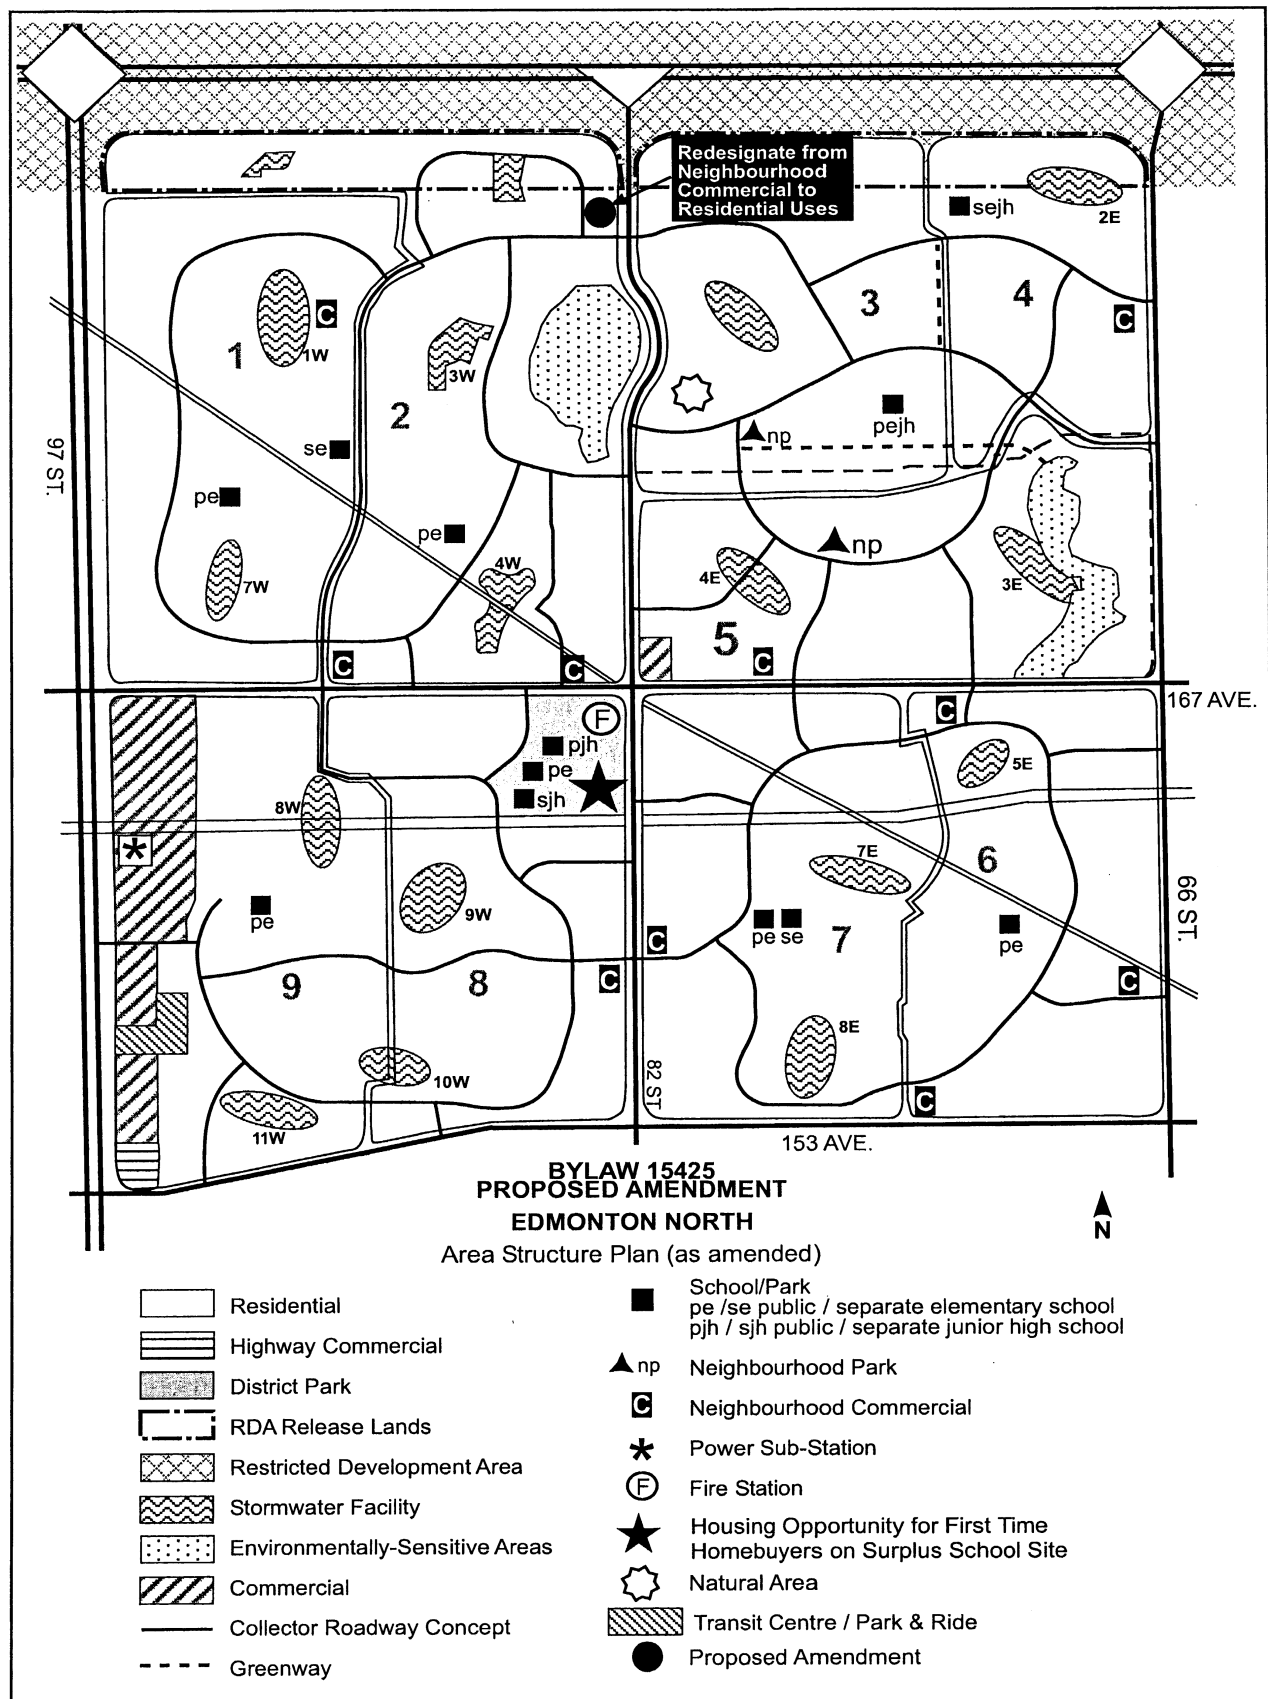 Redesignate from
Neighbourhood
Commercial to
Residential Uses
sejh
2E
3
4
C
C
1
1W
3W
2
C
np
pejh
97 ST.
se
pe
pe
np
7W
4W
4E
3E
5
C
C
C
167 AVE.
F
C
pjh
pe
sjh
5E
8W
7E
6
66 ST.
pe
9W
pe se
7
pe
C
C
C
9
8
8E
10W
82 ST
11W
C
153 AVE.
BYLAW 15425
PROPOSED AMENDMENT
EDMONTON NORTH
Area Structure Plan (as amended)
N
Residential
Highway Commercial
District Park
RDA Release Lands
Restricted Development Area
Stormwater Facility
Environmentally-Sensitive Areas
Commercial
Collector Roadway Concept
Greenway
School/Park
pe /se public / separate elementary school
pjh / sjh public / separate junior high school
np Neighbourhood Park
C Neighbourhood Commercial
* Power Sub-Station
F Fire Station
Housing Opportunity for First Time
Homebuyers on Surplus School Site
Natural Area
Transit Centre / Park & Ride
Proposed Amendment